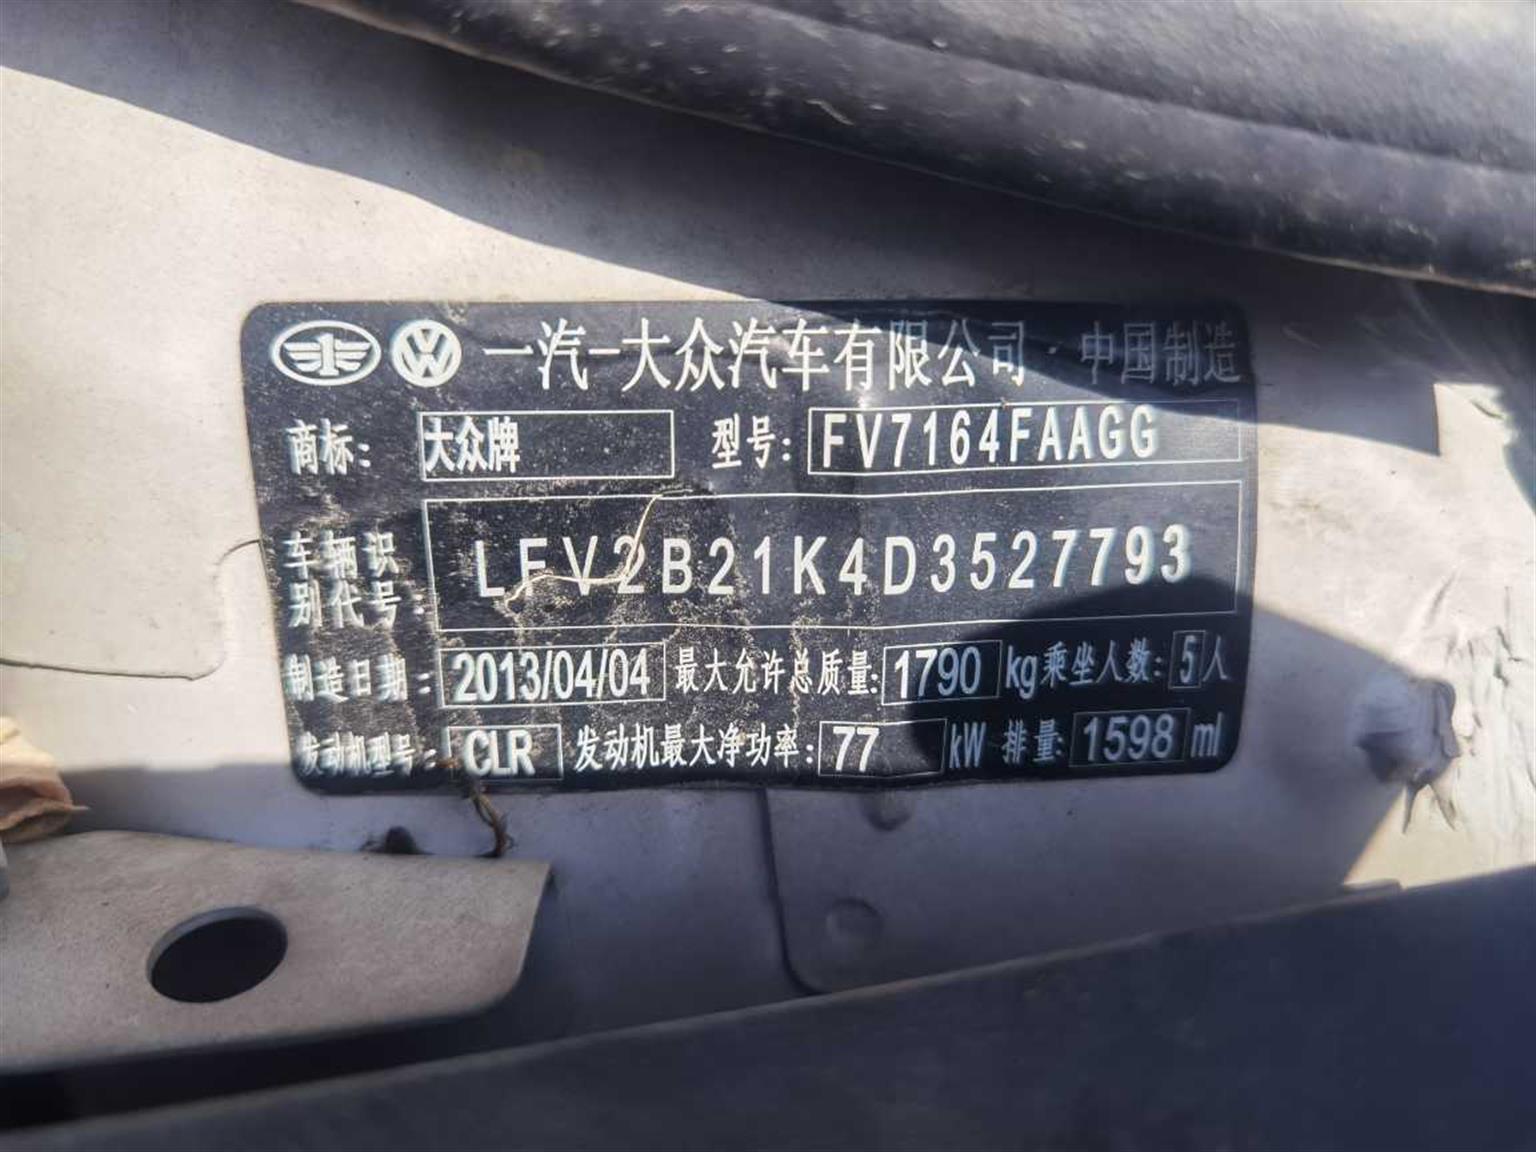 一汽-大众汽车有限公司·中国制造
商标: 大众牌 型号: FV7164FAAGG
车辆识
别代号: LFV2B21K4D3527793
制造日期: 2013/04/04 最大允许总质量: 1790 kg 乘坐人数: 5 人
发动机型号: CLR 发动机最大净功率: 77 kW 排量: 1598 ml